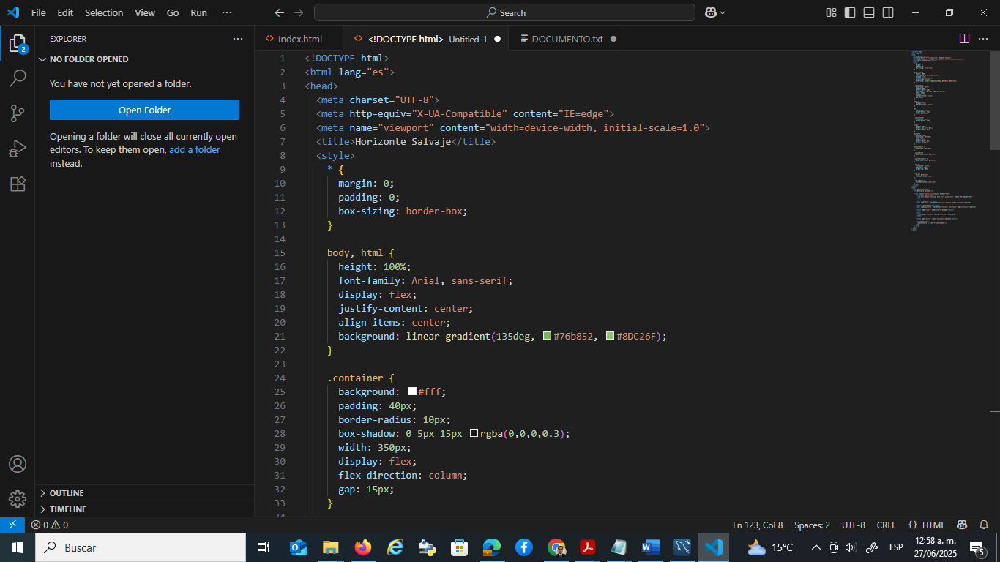 File Edit Selection View Go Run ···
Search
EXPLORER ···
NO FOLDER OPENED
You have not yet opened a folder.
Open Folder
Opening a folder will close all currently open
editors. To keep them open, add a folder
instead.
OUTLINE
TIMELINE
2
Index.html
<!DOCTYPE html> Untitled-1
DOCUMENTO.txt
1 <!DOCTYPE html>
2 <html lang="es">
3 <head>
4 <meta charset="UTF-8">
5 <meta http-equiv="X-UA-Compatible" content="IE=edge">
6 <meta name="viewport" content="width=device-width, initial-scale=1.0">
7 <title>Horizonte Salvaje</title>
8 <style>
9 * {
10 margin: 0;
11 padding: 0;
12 box-sizing: border-box;
13 }
14
15 body, html {
16 height: 100%;
17 font-family: Arial, sans-serif;
18 display: flex;
19 justify-content: center;
20 align-items: center;
21 background: linear-gradient(135deg, #76b852, #8DC26F);
22 }
23
24 .container {
25 background: #fff;
26 padding: 40px;
27 border-radius: 10px;
28 box-shadow: 0 5px 15px rgba(0,0,0,0.3);
29 width: 350px;
30 display: flex;
31 flex-direction: column;
32 gap: 15px;
33 }
0 0
Ln 123, Col 8 Spaces: 2 UTF-8 CRLF {} HTML
Buscar
15°C
ESP
12:58 a. m.
27/06/2025
5